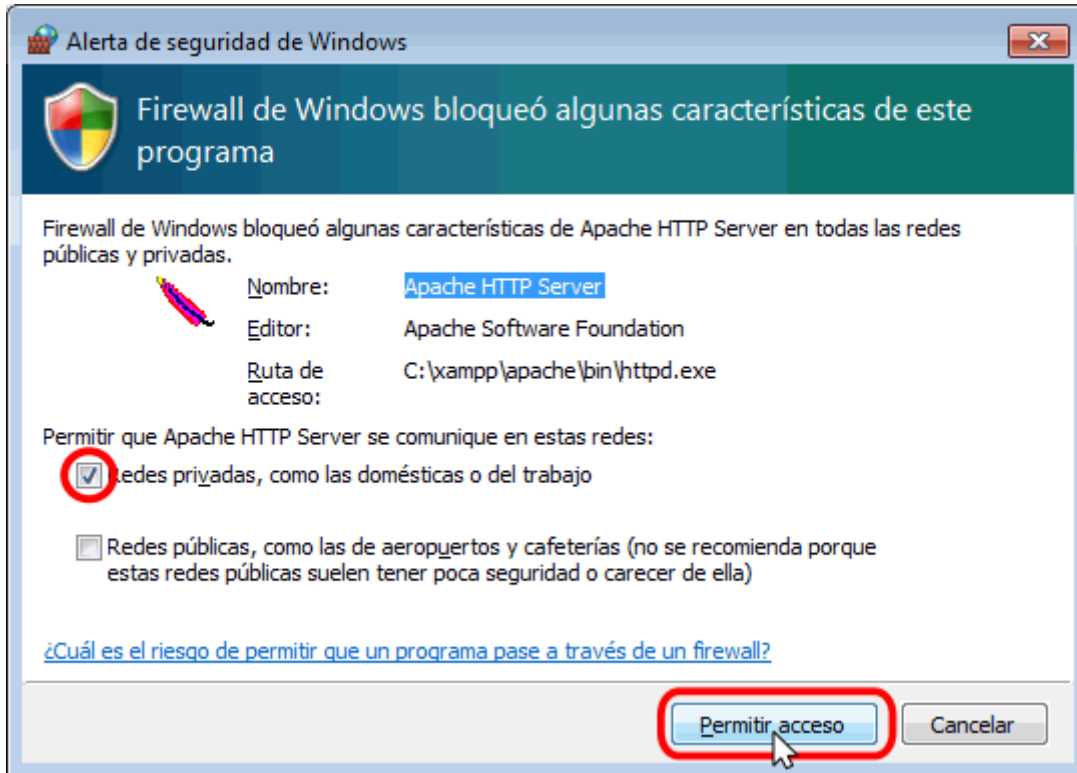 Alerta de seguridad de Windows
Firewall de Windows bloqueó algunas características de este
programa
Firewall de Windows bloqueó algunas características de Apache HTTP Server en todas las redes
públicas y privadas.
Nombre: Apache HTTP Server
Editor: Apache Software Foundation
Ruta de acceso: C:\xampp\apache\bin\httpd.exe
Permitir que Apache HTTP Server se comunique en estas redes:
Redes privadas, como las domésticas o del trabajo
Redes públicas, como las de aeropuertos y cafeterías (no se recomienda porque
estas redes públicas suelen tener poca seguridad o carecer de ella)
¿Cuál es el riesgo de permitir que un programa pase a través de un firewall?
Permitir acceso Cancelar